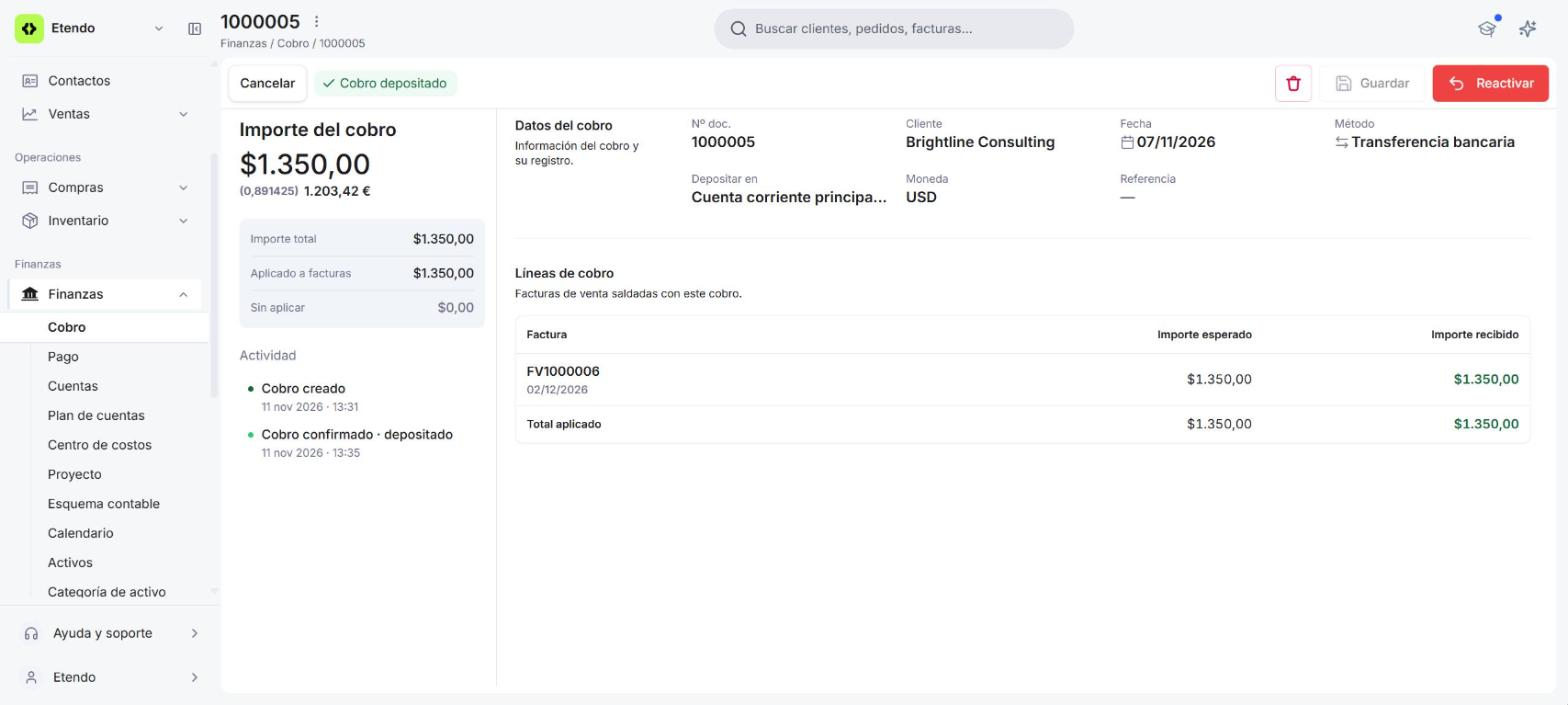 Etendo
1000005
Finanzas / Cobro / 1000005
Buscar clientes, pedidos, facturas...
Contactos
Ventas
Operaciones
Compras
Inventario
Finanzas
Finanzas
Cobro
Pago
Cuentas
Plan de cuentas
Centro de costos
Proyecto
Esquema contable
Calendario
Activos
Categoría de activo
Ayuda y soporte
Etendo
Cancelar
Cobro depositado
Guardar
Reactivar
Importe del cobro
$1.350,00
(0,891425) 1.203,42 €
Importe total $1.350,00
Aplicado a facturas $1.350,00
Sin aplicar $0,00
Actividad
Cobro creado
11 nov 2026 · 13:31
Cobro confirmado · depositado
11 nov 2026 · 13:35
Datos del cobro
Información del cobro y
su registro.
Nº doc.
1000005
Cliente
Brightline Consulting
Fecha
07/11/2026
Método
Transferencia bancaria
Depositar en
Cuenta corriente principa...
Moneda
USD
Referencia
—
Líneas de cobro
Facturas de venta saldadas con este cobro.
Factura Importe esperado Importe recibido
FV1000006
02/12/2026
$1.350,00 $1.350,00
Total aplicado $1.350,00 $1.350,00